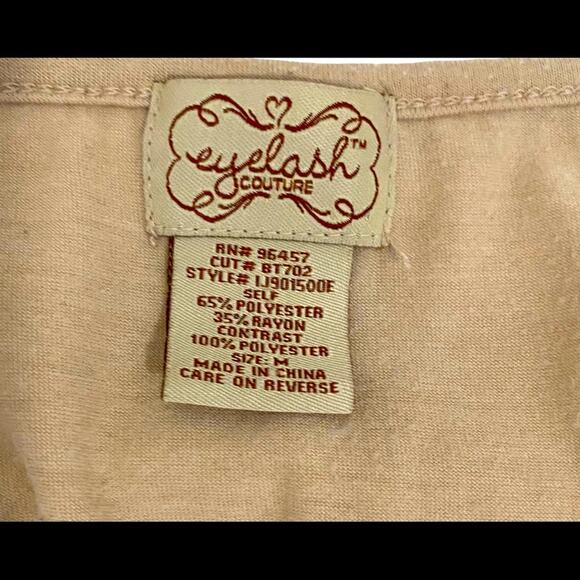 eyelash™
COUTURE
RN# 96457
CUT# BT702
STYLE# IJ901500E
SELF
65% POLYESTER
35% RAYON
CONTRAST
100% POLYESTER
SIZE: M
MADE IN CHINA
CARE ON REVERSE